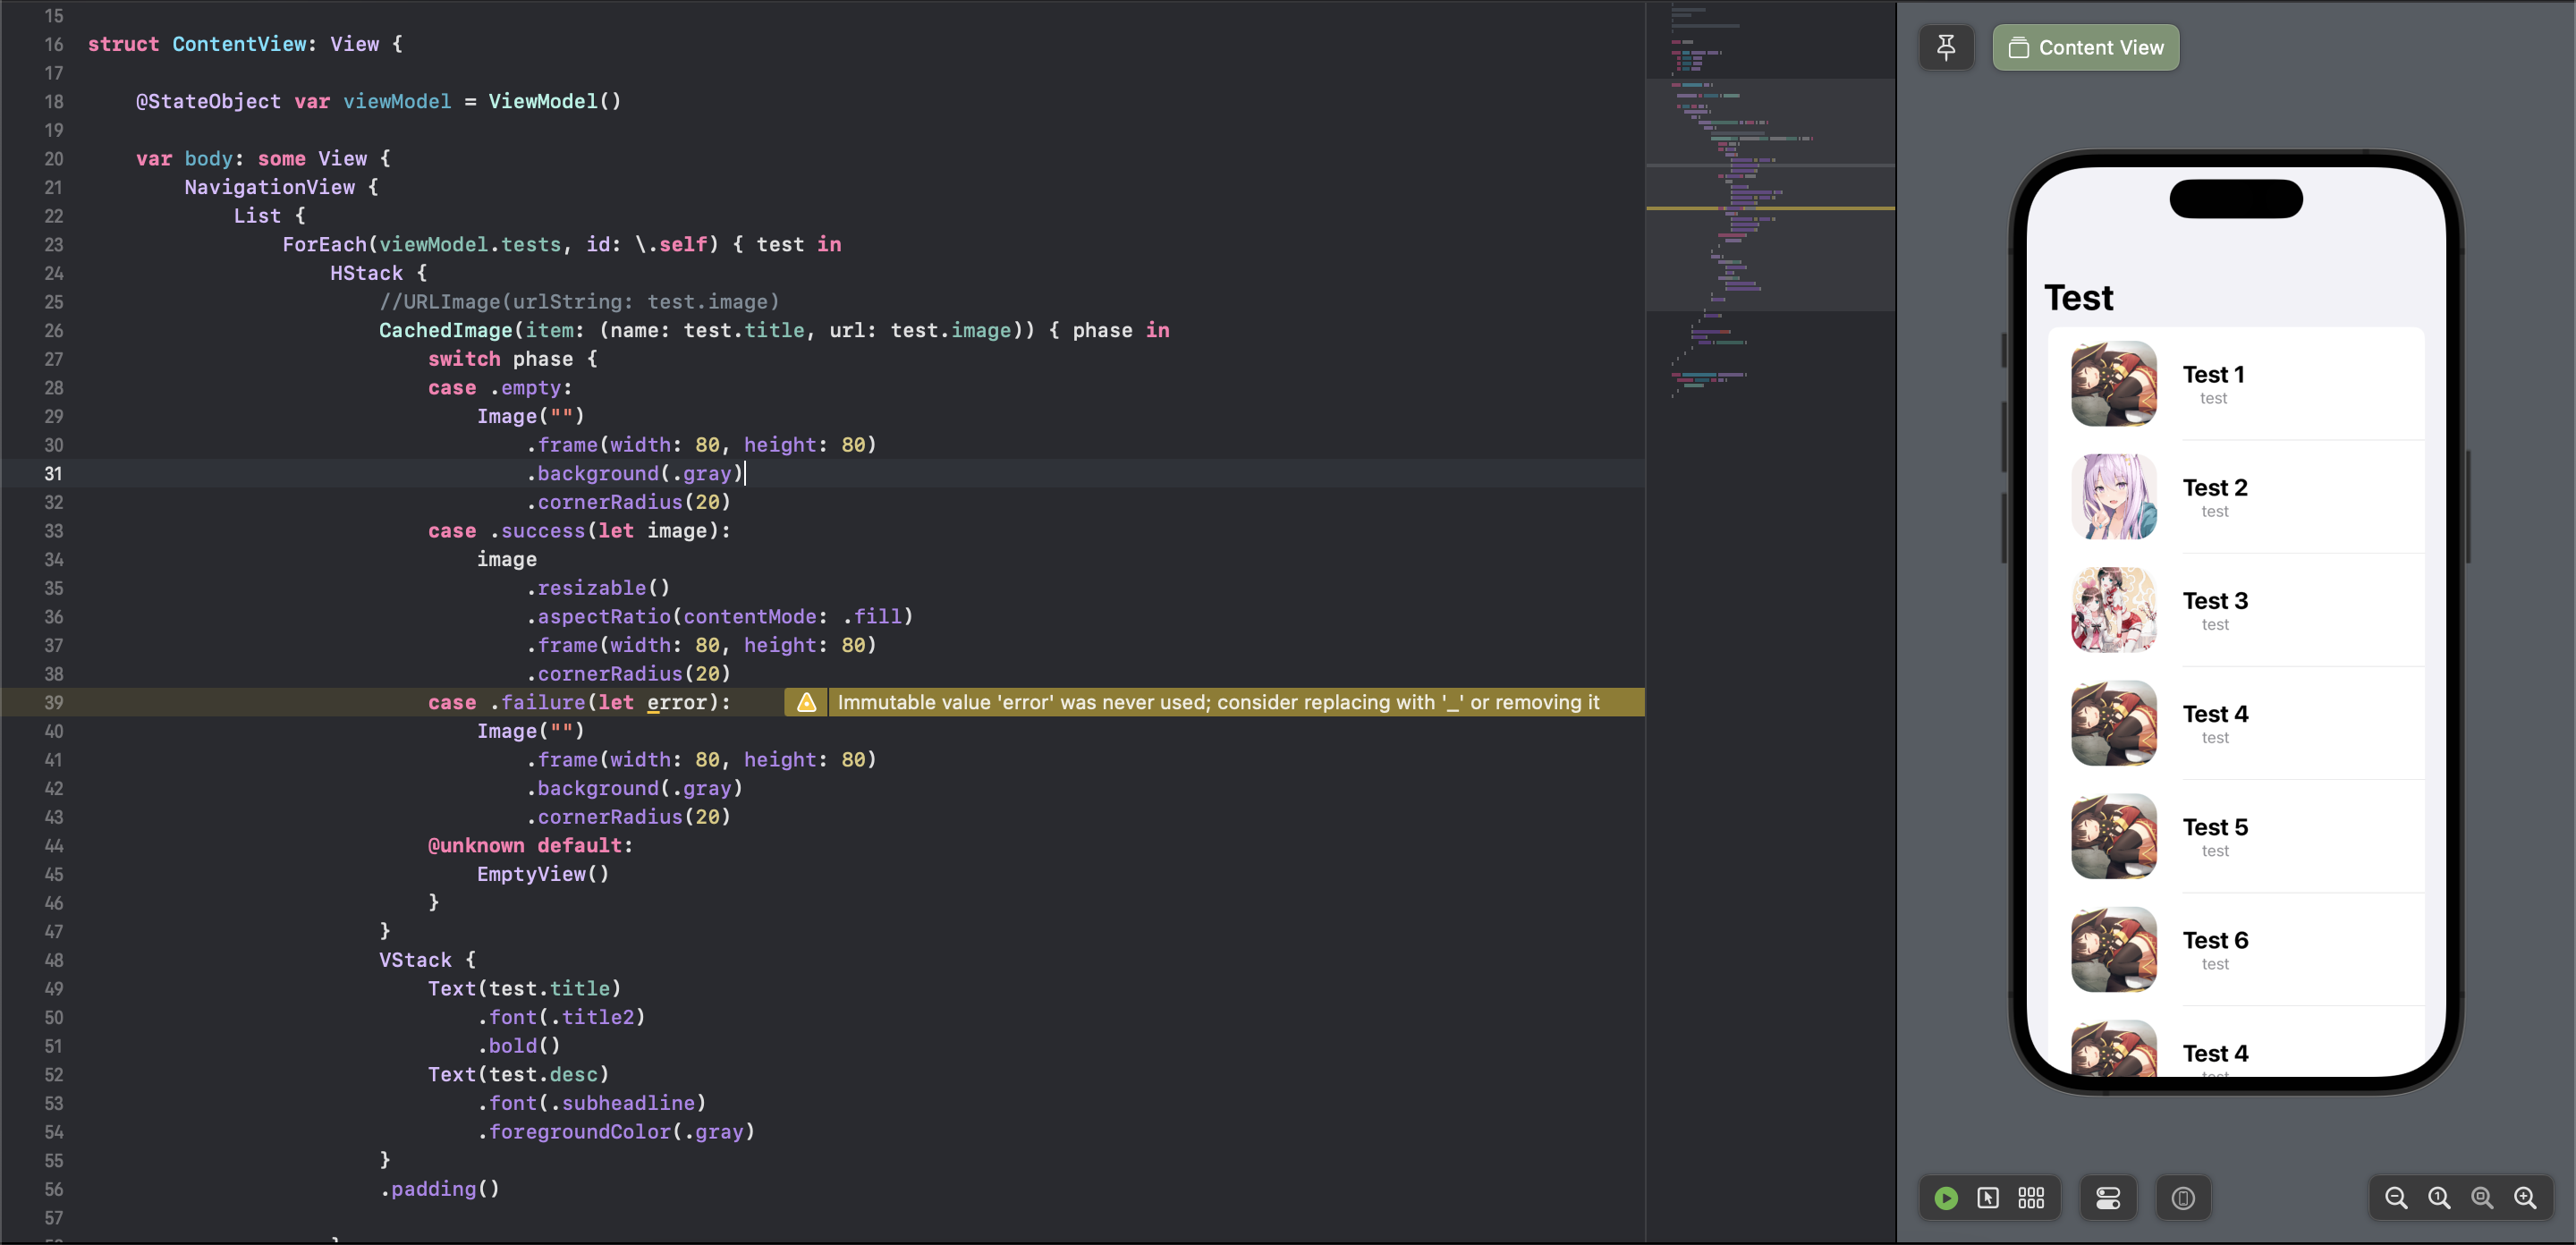 15
16 struct ContentView: View {
17
18 @StateObject var viewModel = ViewModel()
19
20 var body: some View {
21 NavigationView {
22 List {
23 ForEach(viewModel.tests, id: \.self) { test in
24 HStack {
25 //URLImage(urlString: test.image)
26 CachedImage(item: (name: test.title, url: test.image)) { phase in
27 switch phase {
28 case .empty:
29 Image("")
30 .frame(width: 80, height: 80)
31 .background(.gray)
32 .cornerRadius(20)
33 case .success(let image):
34 image
35 .resizable()
36 .aspectRatio(contentMode: .fill)
37 .frame(width: 80, height: 80)
38 .cornerRadius(20)
39 case .failure(let error): Immutable value 'error' was never used; consider replacing with '_' or removing it
40 Image("")
41 .frame(width: 80, height: 80)
42 .background(.gray)
43 .cornerRadius(20)
44 @unknown default:
45 EmptyView()
46 }
47 }
48 VStack {
49 Text(test.title)
50 .font(.title2)
51 .bold()
52 Text(test.desc)
53 .font(.subheadline)
54 .foregroundColor(.gray)
55 }
56 .padding()
57
Content View
Test
Test 1
test
Test 2
test
Test 3
test
Test 4
test
Test 5
test
Test 6
test
Test 4